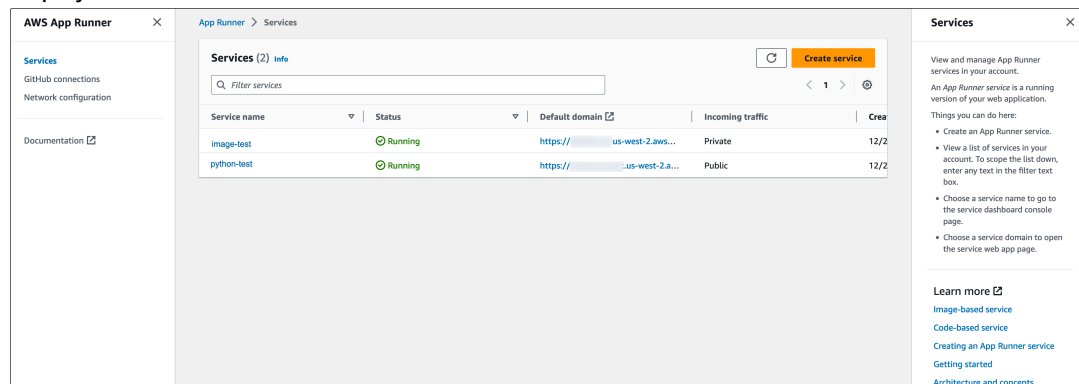 AWS App Runner
Services
GitHub connections
Network configuration
Documentation
App Runner > Services
Services (2) Info
Create service
Filter services
1
Service name
Status
Default domain
Incoming traffic
Crea
image-test
Running
https://
us-west-2.aws...
Private
12/2
python-test
Running
https://
.us-west-2.a...
Public
12/2
Services
View and manage App Runner
services in your account.
An App Runner service is a running
version of your web application.
Things you can do here:
• Create an App Runner service.
• View a list of services in your
account. To scope the list down,
enter any text in the filter text
box.
• Choose a service name to go to
the service dashboard console
page.
• Choose a service domain to open
the service web app page.
Learn more
Image-based service
Code-based service
Creating an App Runner service
Getting started
Architecture and concepts